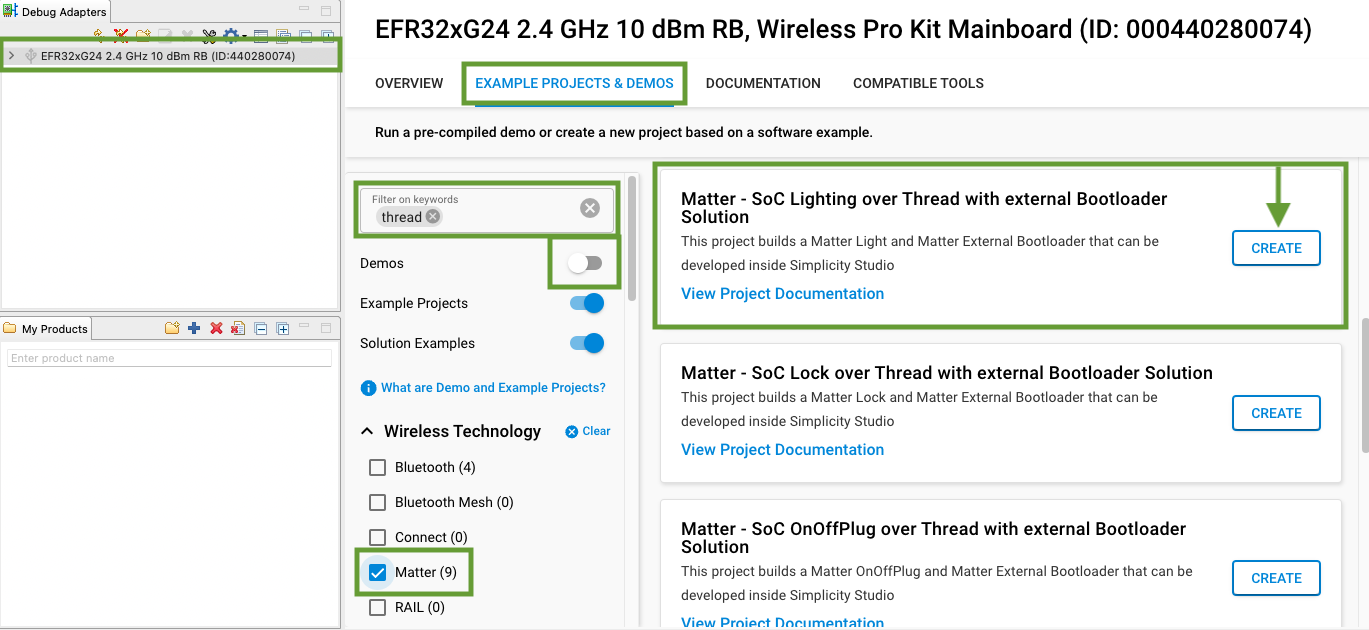 Debug Adapters
EFR32xG24 2.4 GHz 10 dBm RB (ID:440280074)
My Products
Enter product name
EFR32xG24 2.4 GHz 10 dBm RB, Wireless Pro Kit Mainboard (ID: 000440280074)
OVERVIEW
EXAMPLE PROJECTS & DEMOS
DOCUMENTATION
COMPATIBLE TOOLS
Run a pre-compiled demo or create a new project based on a software example.
Filter on keywords
thread
Demos
Example Projects
Solution Examples
What are Demo and Example Projects?
Wireless Technology
Clear
Bluetooth (4)
Bluetooth Mesh (0)
Connect (0)
Matter (9)
RAIL (0)
Matter - SoC Lighting over Thread with external Bootloader
Solution
This project builds a Matter Light and Matter External Bootloader that can be
developed inside Simplicity Studio
View Project Documentation
CREATE
Matter - SoC Lock over Thread with external Bootloader Solution
This project builds a Matter Lock and Matter External Bootloader that can be
developed inside Simplicity Studio
View Project Documentation
CREATE
Matter - SoC OnOffPlug over Thread with external Bootloader
Solution
This project builds a Matter OnOffPlug and Matter External Bootloader that can be
developed inside Simplicity Studio
View Project Documentation
CREATE